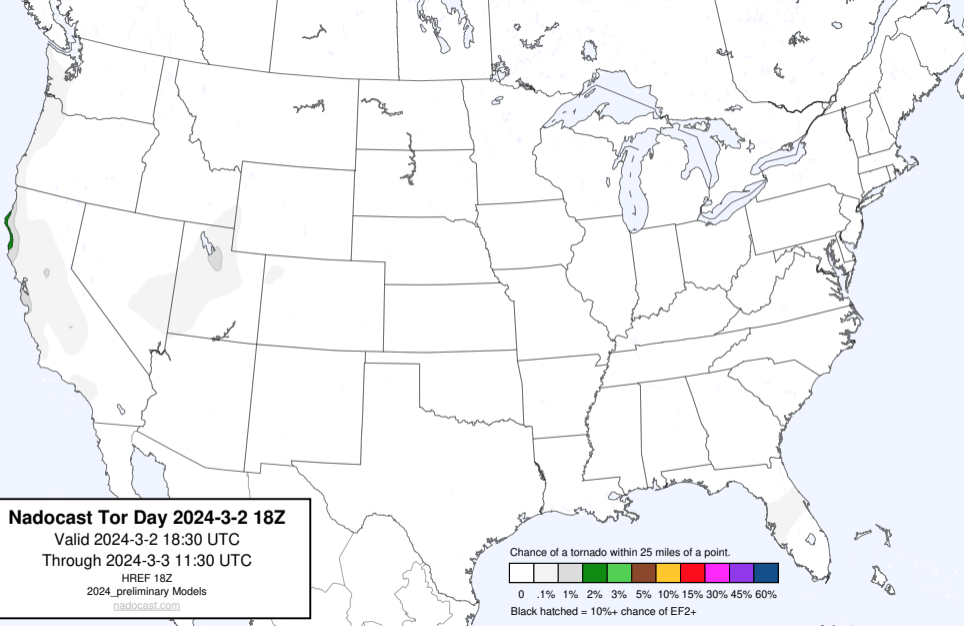 Nadocast Tor Day 2024-3-2 18Z
Valid 2024-3-2 18:30 UTC
Through 2024-3-3 11:30 UTC
HREF 18Z
2024_preliminary Models
nadocast.com
Chance of a tornado within 25 miles of a point.
0 .1% 1% 2% 3% 5% 10% 15% 30% 45% 60%
Black hatched = 10%+ chance of EF2+